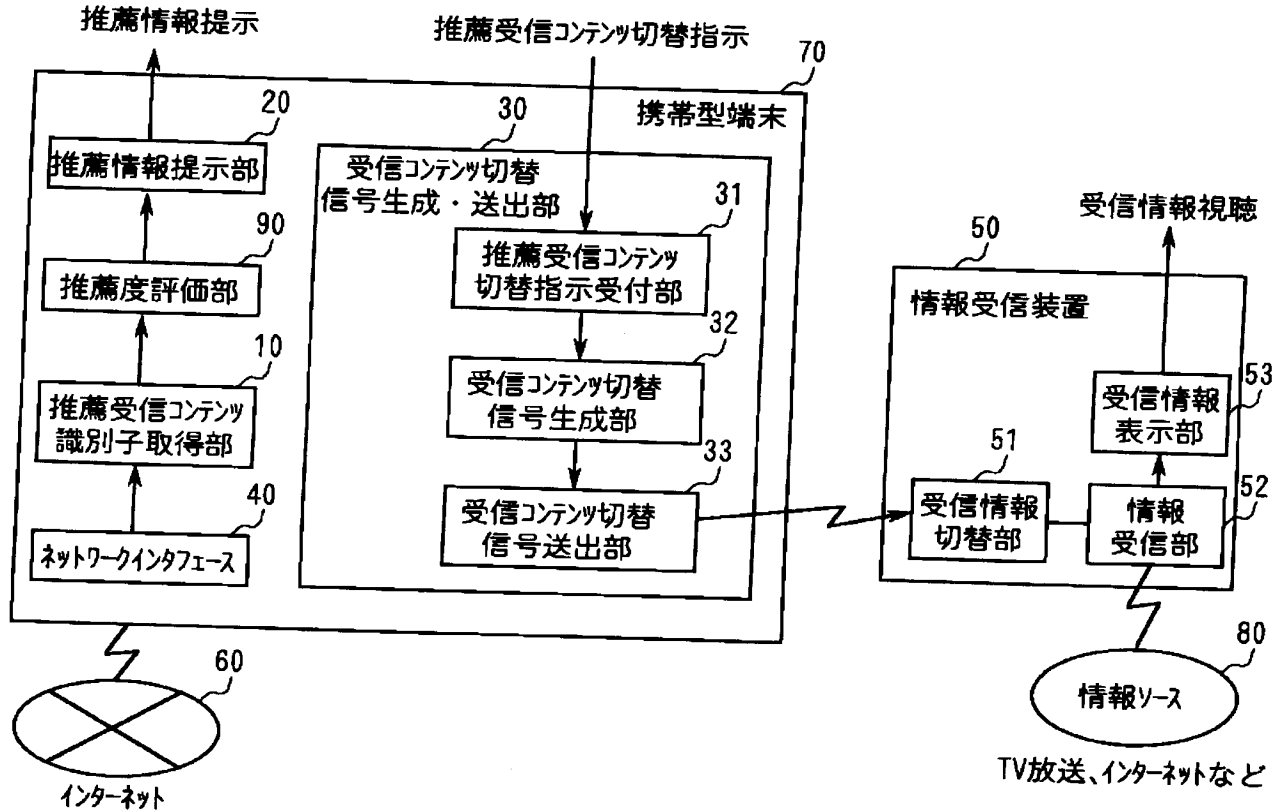 推薦情報提示
推薦受信コンテンツ切替指示
70
携帯型端末
20
推薦情報提示部
90
推薦度評価部
10
推薦受信コンテンツ
識別子取得部
40
ネットワークインタフェース
30
受信コンテンツ切替
信号生成・送出部
31
推薦受信コンテンツ
切替指示受付部
32
受信コンテンツ切替
信号生成部
33
受信コンテンツ切替
信号送出部
60
インターネット
受信情報視聴
50
情報受信装置
53
受信情報
表示部
51
受信情報
切替部
52
情報
受信部
80
情報ソース
TV放送、インターネットなど